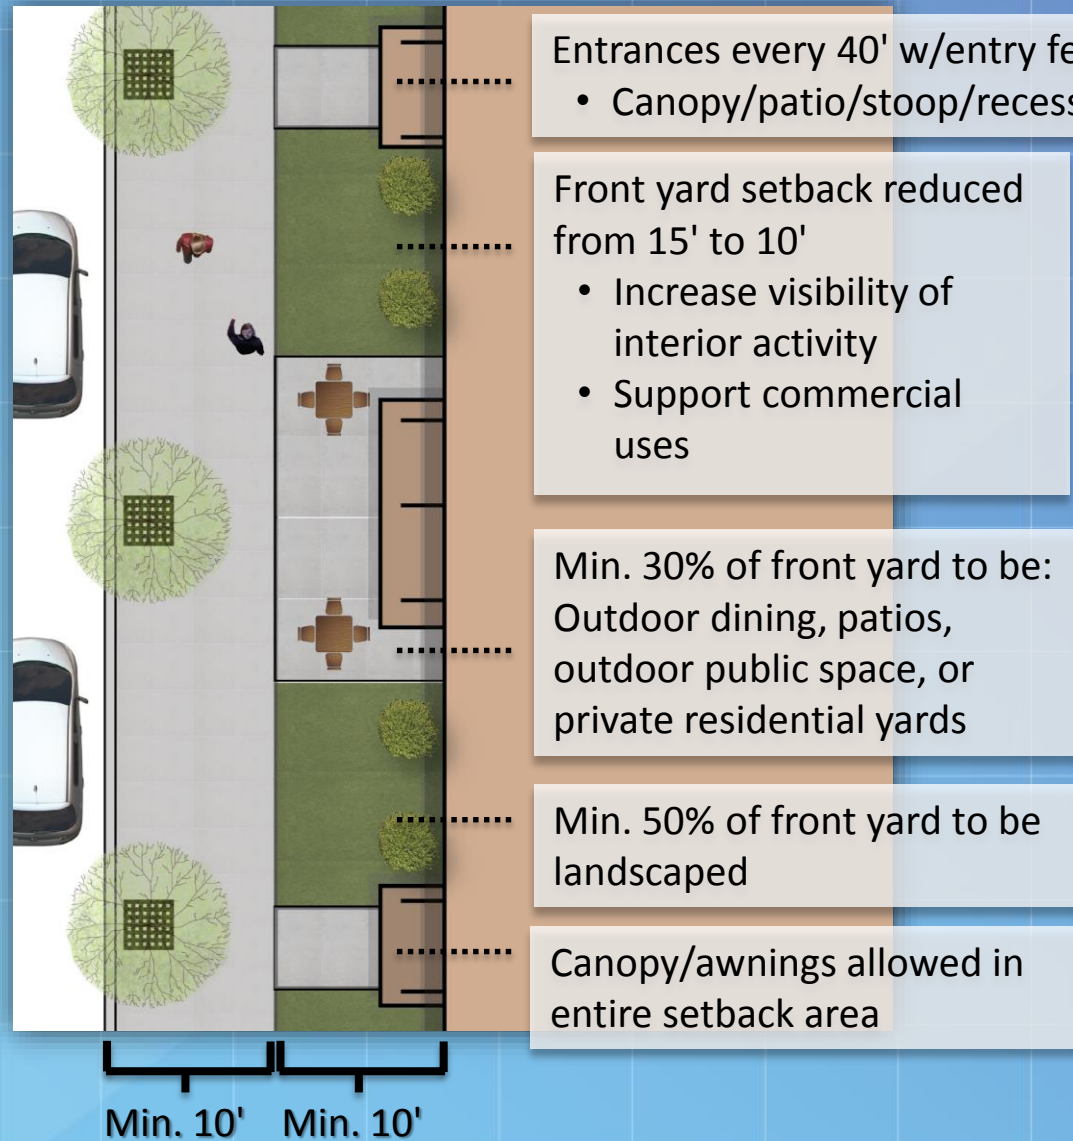 Entrances every 40' w/entry
• Canopy/patio/stoop/recess
Front yard setback reduced
from 15' to 10'
• Increase visibility of
interior activity
• Support commercial
uses
Min. 30% of front yard to be:
Outdoor dining, patios,
outdoor public space, or
private residential yards
Min. 50% of front yard to be
landscaped
Canopy/awnings allowed in
entire setback area
Min. 10' Min. 10'